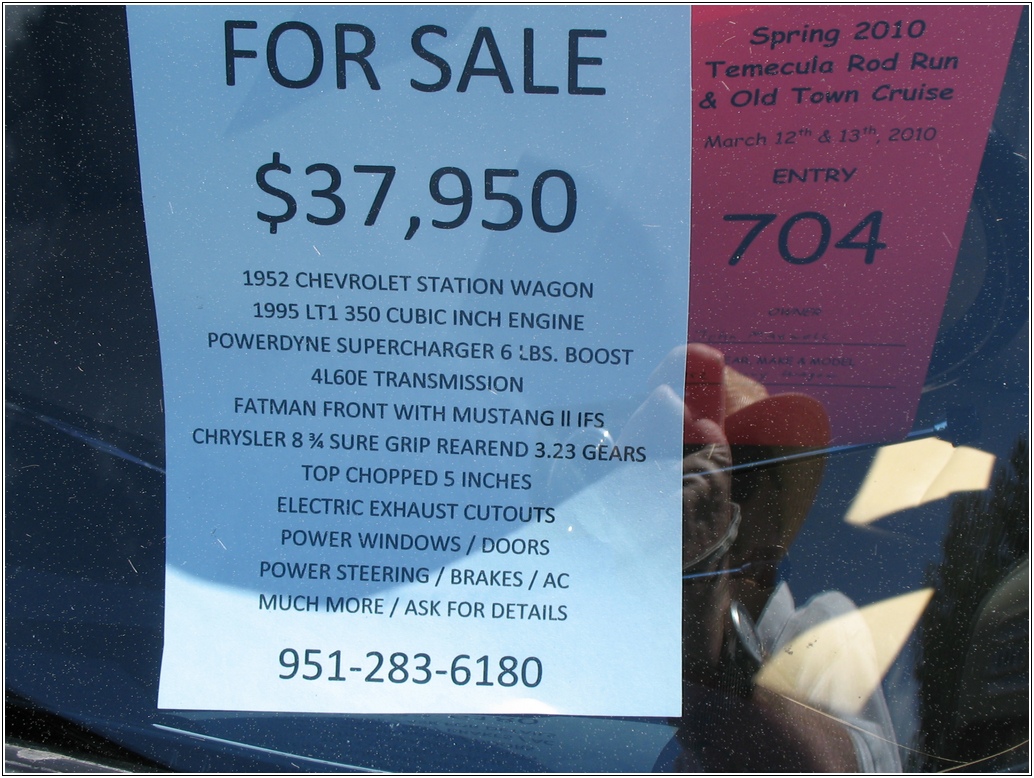 FOR SALE
$37,950
1952 CHEVROLET STATION WAGON
1995 LT1 350 CUBIC INCH ENGINE
POWERDYNE SUPERCHARGER 6 LBS. BOOST
4L60E TRANSMISSION
FATMAN FRONT WITH MUSTANG II IFS
CHRYSLER 8 ¾ SURE GRIP REAREND 3.23 GEARS
TOP CHOPPED 5 INCHES
ELECTRIC EXHAUST CUTOUTS
POWER WINDOWS / DOORS
POWER STEERING / BRAKES / AC
MUCH MORE / ASK FOR DETAILS
951-283-6180
Spring 2010
Temecula Rod Run
& Old Town Cruise
March 12th & 13th, 2010
ENTRY
704
OWNER
MAKE & MODEL